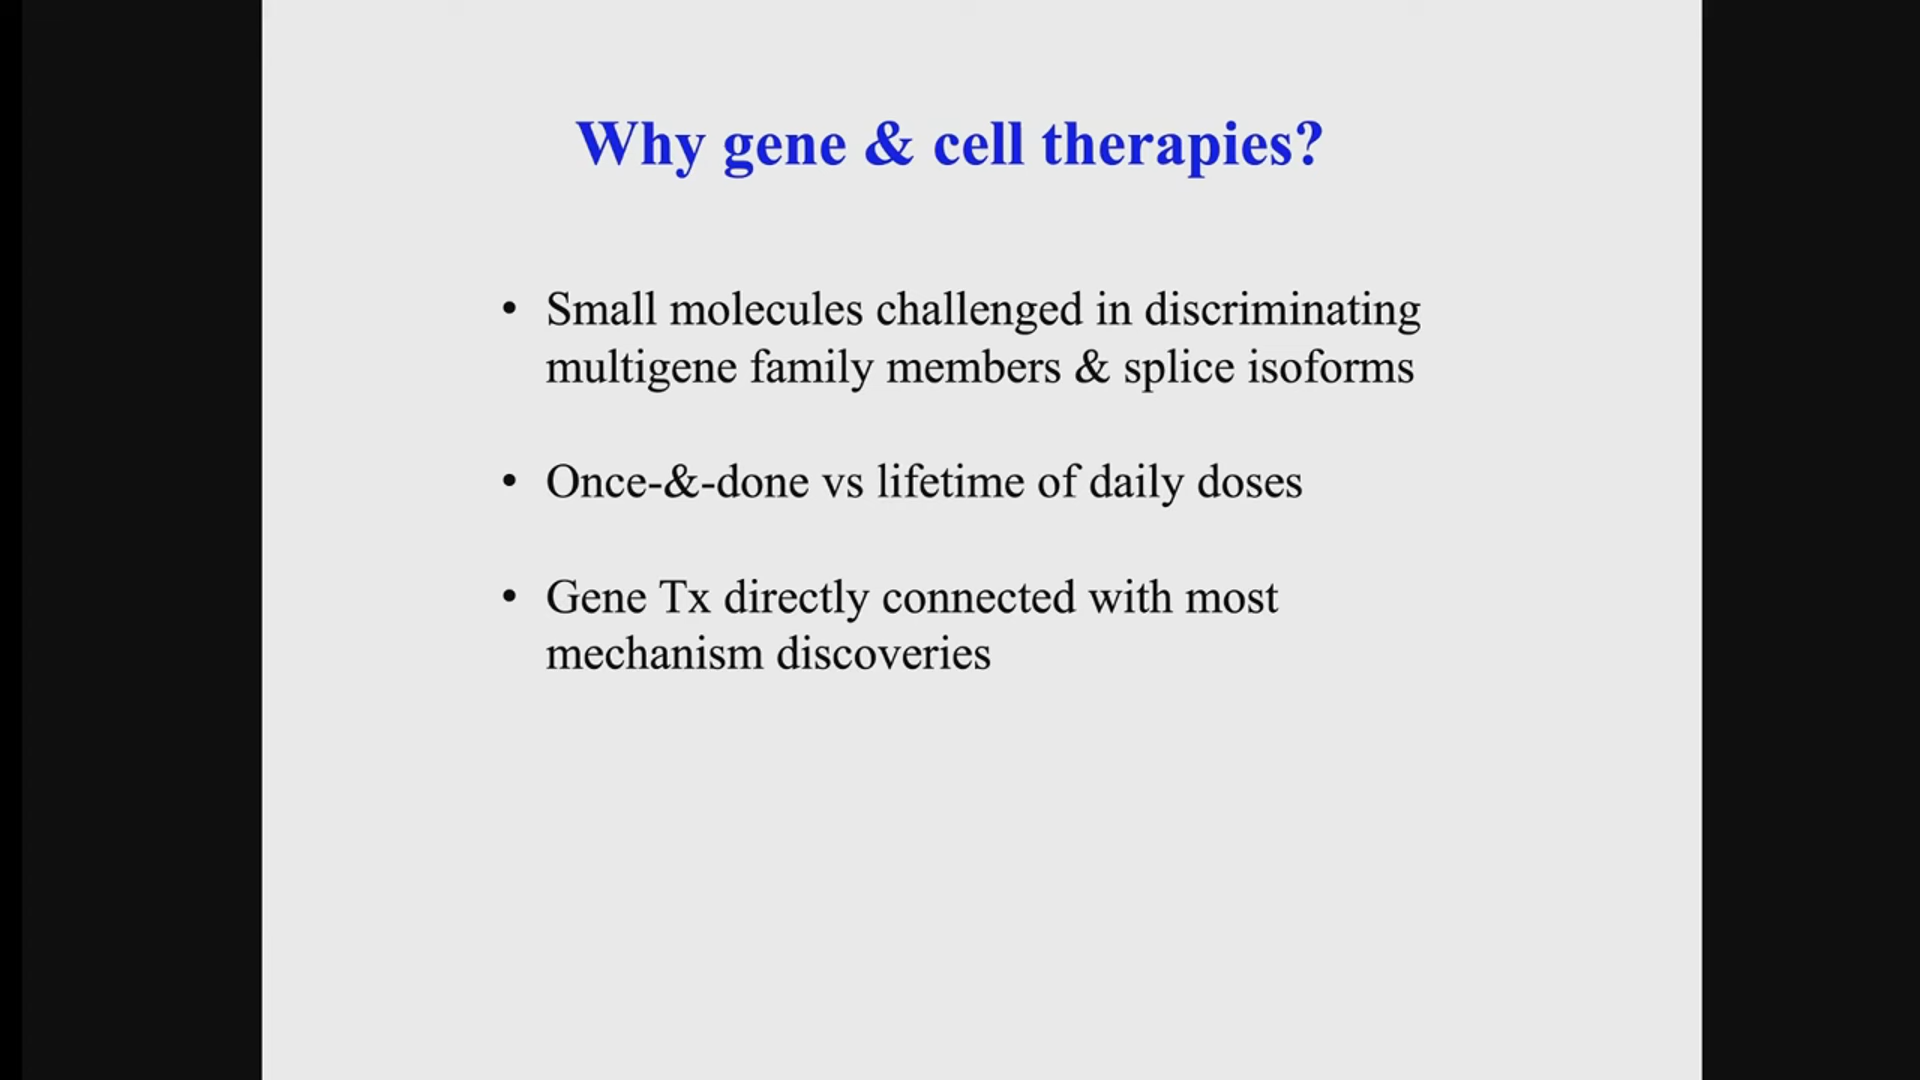 Why gene & cell therapies?
• Small molecules challenged in discriminating
multigene family members & splice isoforms
• Once-&-done vs lifetime of daily doses
• Gene Tx directly connected with most
mechanism discoveries